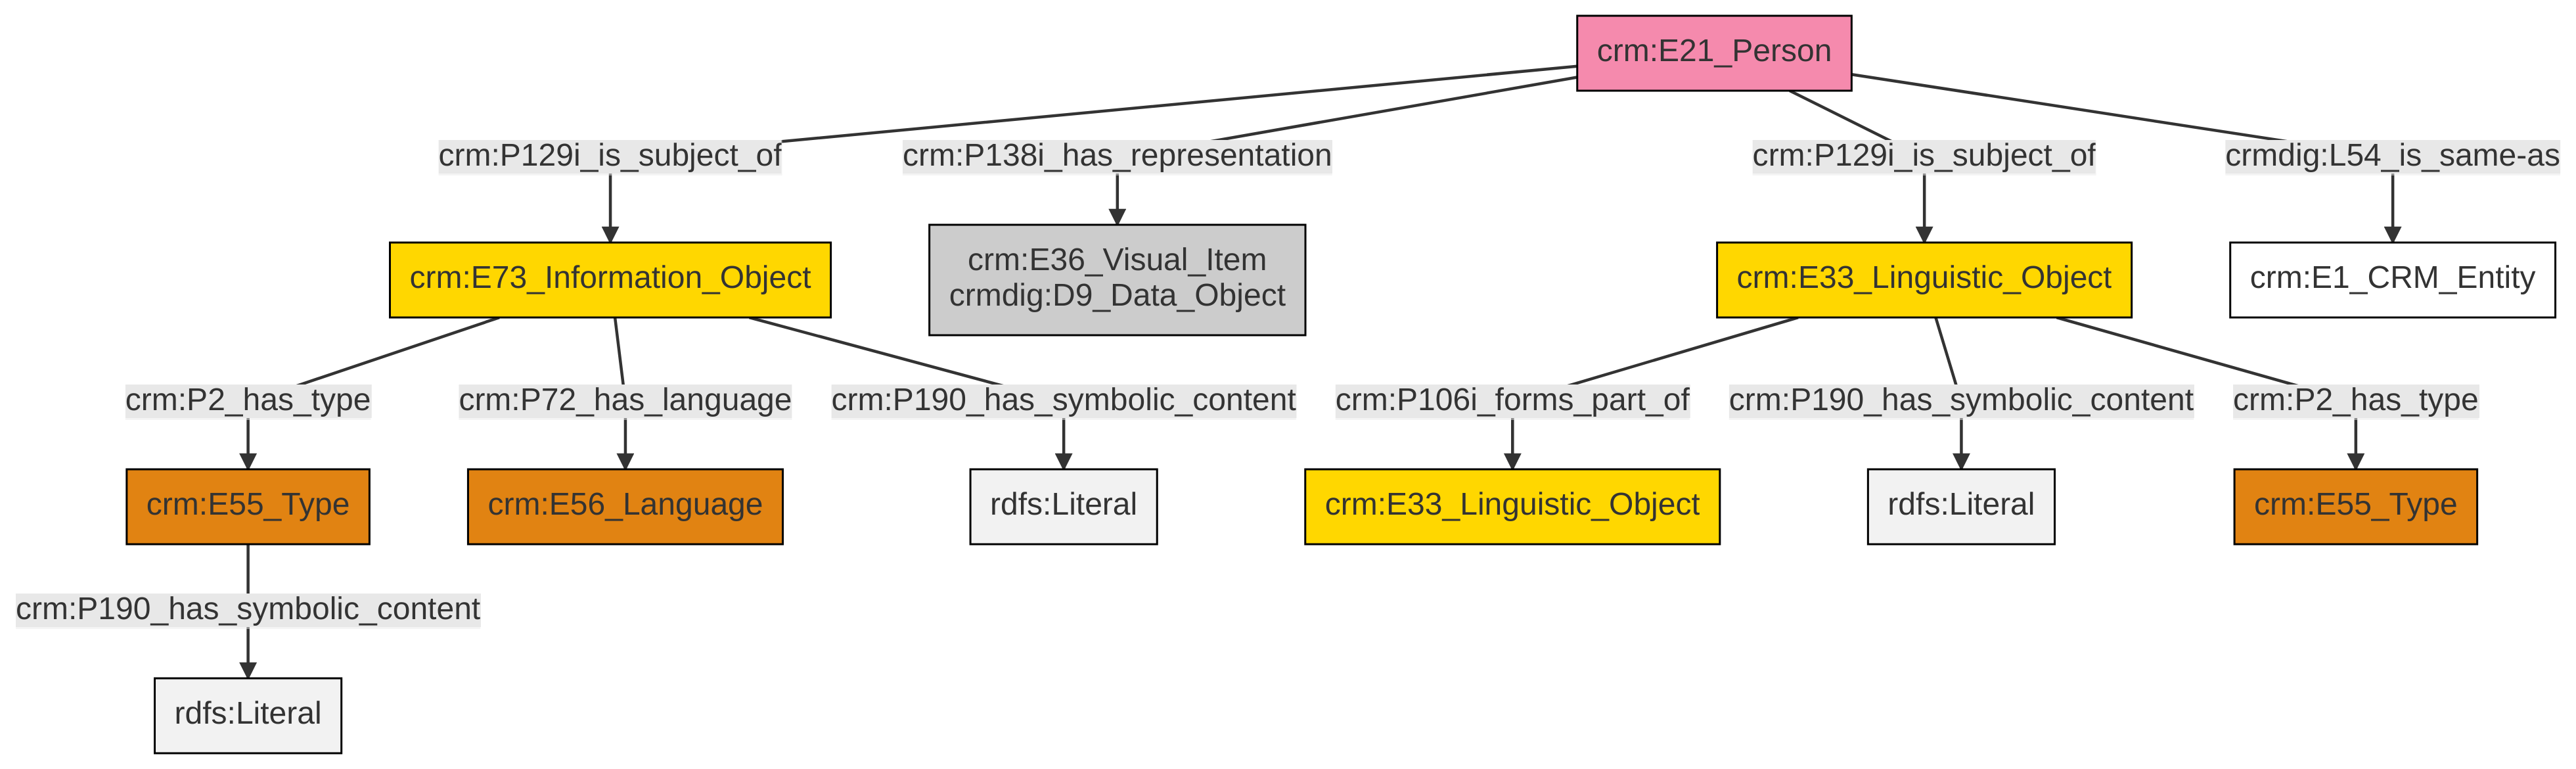 crm:E21_Person
crm:P129i_is_subject_of
crm:P138i_has_representation
crm:P129i_is_subject_of
crmdig:L54_is_same-as
crm:E73_Information_Object
crm:E36_Visual_Item
crmdig:D9_Data_Object
crm:E33_Linguistic_Object
crm:E1_CRM_Entity
crm:P2_has_type
crm:P72_has_language
crm:P190_has_symbolic_content
crm:P106i_forms_part_of
crm:P190_has_symbolic_content
crm:P2_has_type
crm:E55_Type
crm:E56_Language
rdfs:Literal
crm:E33_Linguistic_Object
rdfs:Literal
crm:E55_Type
crm:P190_has_symbolic_content
rdfs:Literal